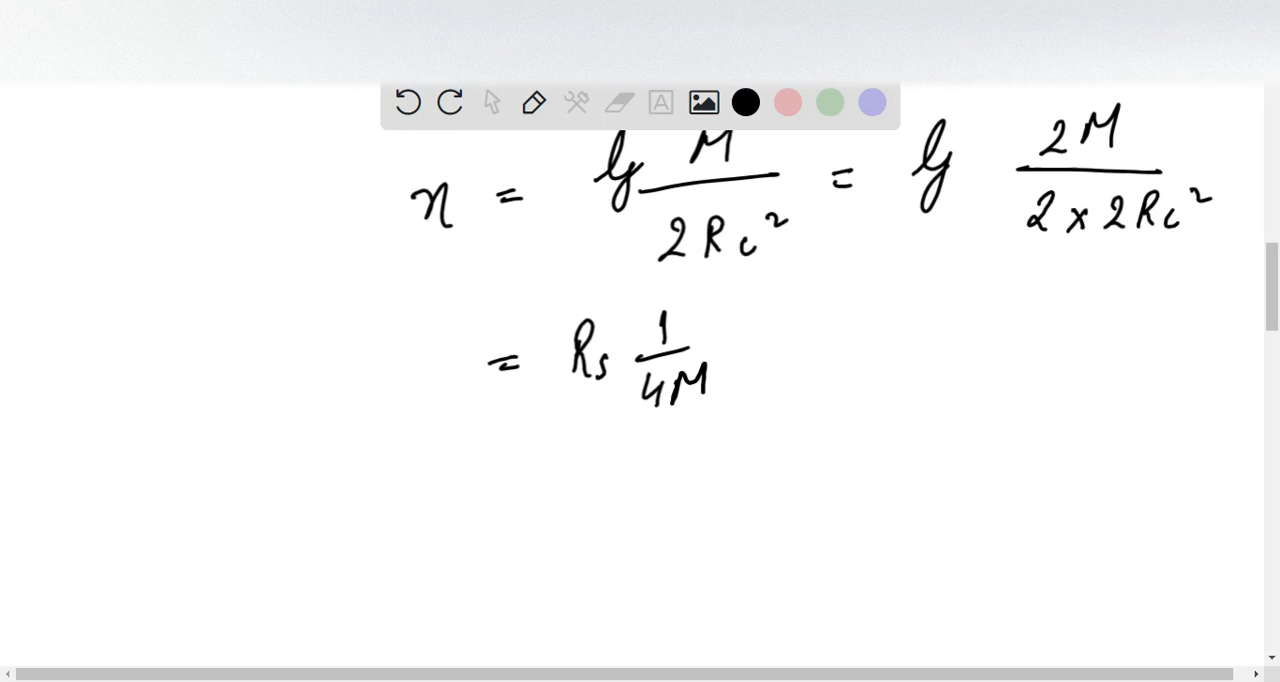 η = G M / 2Rc² = G 2M / 2 × 2Rc²
= Rs 1 / 4M